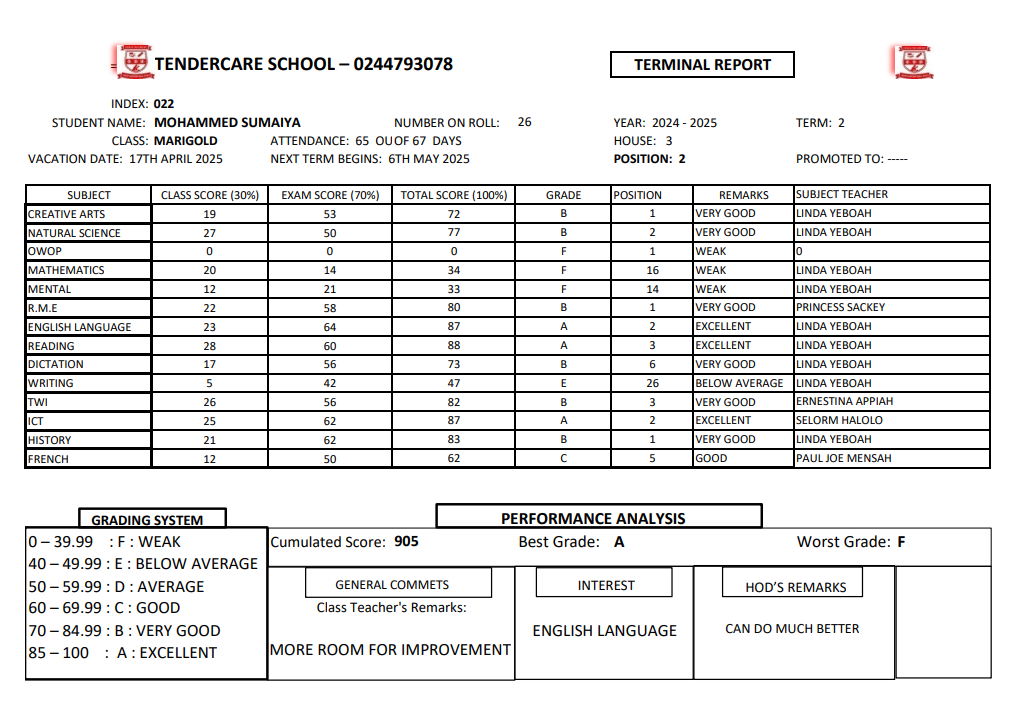 TENDERCARE SCHOOL – 0244793078 TERMINAL REPORT
INDEX: 022
STUDENT NAME: MOHAMMED SUMAIYA NUMBER ON ROLL: 26 YEAR: 2024 - 2025 TERM: 2
CLASS: MARIGOLD ATTENDANCE: 65 OUOF 67 DAYS HOUSE: 3
VACATION DATE: 17TH APRIL 2025 NEXT TERM BEGINS: 6TH MAY 2025 POSITION: 2 PROMOTED TO: -----
SUBJECT CLASS SCORE (30%) EXAM SCORE (70%) TOTAL SCORE (100%) GRADE POSITION REMARKS SUBJECT TEACHER
CREATIVE ARTS 19 53 72 B 1 VERY GOOD LINDA YEBOAH
NATURAL SCIENCE 27 50 77 B 2 VERY GOOD LINDA YEBOAH
OWOP 0 0 0 F 1 WEAK 0
MATHEMATICS 20 14 34 F 16 WEAK LINDA YEBOAH
MENTAL 12 21 33 F 14 WEAK LINDA YEBOAH
R.M.E 22 58 80 B 1 VERY GOOD PRINCESS SACKEY
ENGLISH LANGUAGE 23 64 87 A 2 EXCELLENT LINDA YEBOAH
READING 28 60 88 A 3 EXCELLENT LINDA YEBOAH
DICTATION 17 56 73 B 6 VERY GOOD LINDA YEBOAH
WRITING 5 42 47 E 26 BELOW AVERAGE LINDA YEBOAH
TWI 26 56 82 B 3 VERY GOOD ERNESTINA APPIAH
ICT 25 62 87 A 2 EXCELLENT SELORM HALOLO
HISTORY 21 62 83 B 1 VERY GOOD LINDA YEBOAH
FRENCH 12 50 62 C 5 GOOD PAUL JOE MENSAH
GRADING SYSTEM PERFORMANCE ANALYSIS
0 – 39.99 : F : WEAK
40 – 49.99 : E : BELOW AVERAGE
50 – 59.99 : D : AVERAGE
60 – 69.99 : C : GOOD
70 – 84.99 : B : VERY GOOD
85 – 100 : A : EXCELLENT
Cumulated Score: 905 Best Grade: A Worst Grade: F
GENERAL COMMETS
Class Teacher's Remarks:
MORE ROOM FOR IMPROVEMENT
INTEREST
ENGLISH LANGUAGE
HOD'S REMARKS
CAN DO MUCH BETTER